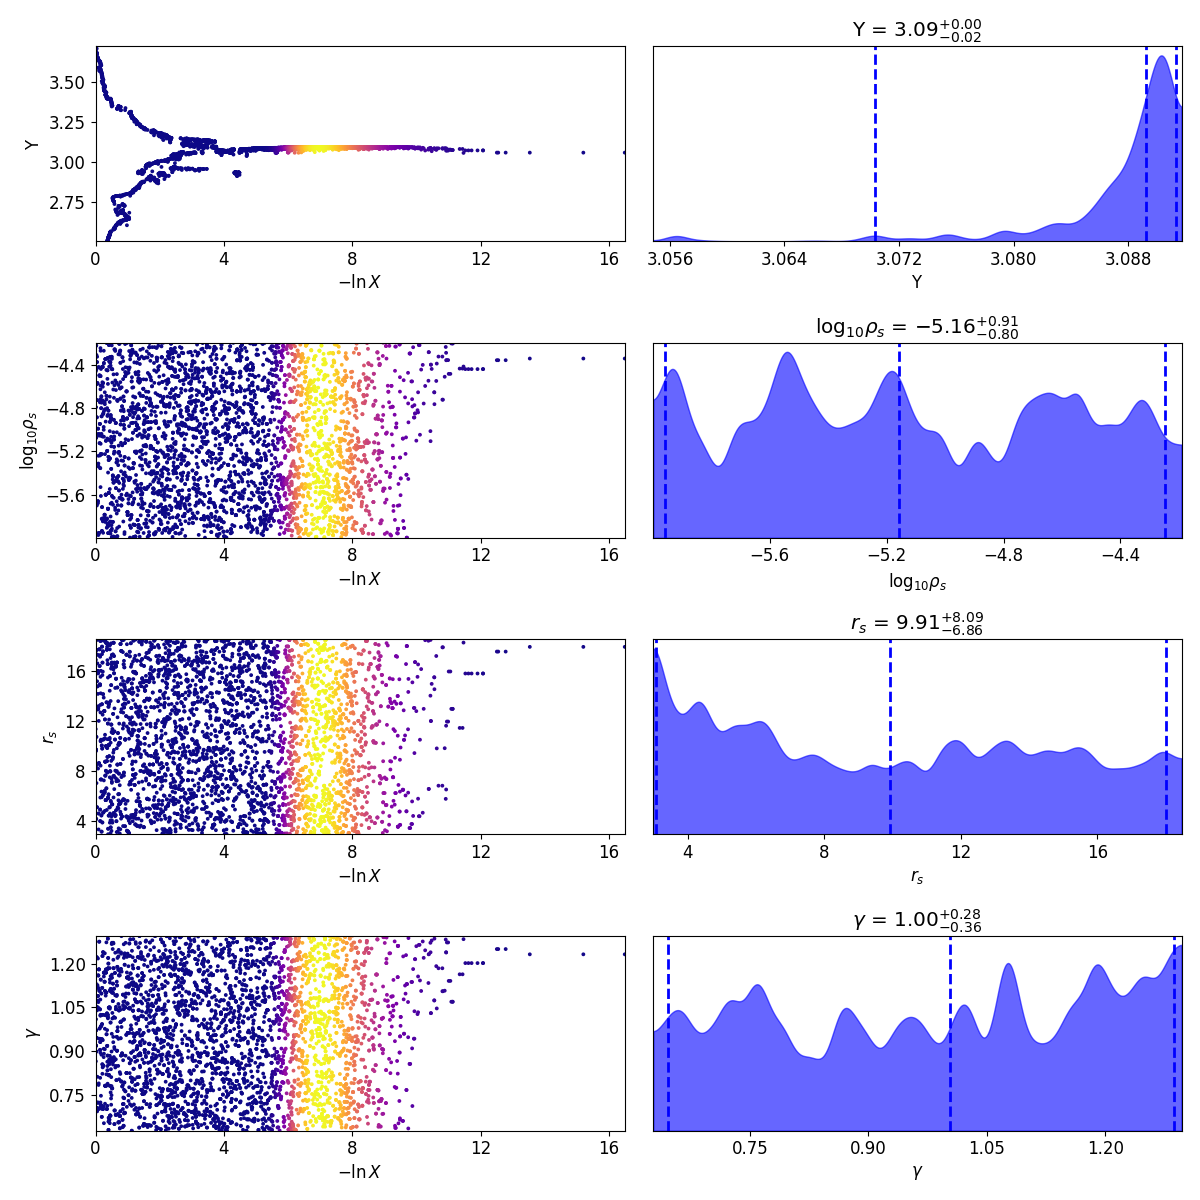 Y = 3.09^{+0.00}_{-0.02}
3.50
3.25
3.00
2.75
Y
0 4 8 12 16
−ln X
3.056 3.064 3.072 3.080 3.088
Y
log₁₀ρₛ = −5.16^{+0.91}_{−0.80}
−4.4
−4.8
−5.2
−5.6
log₁₀ρₛ
0 4 8 12 16
−ln X
−5.6 −5.2 −4.8 −4.4
log₁₀ρₛ
rₛ = 9.91^{+8.09}_{−6.86}
16
12
8
4
rₛ
0 4 8 12 16
−ln X
4 8 12 16
rₛ
γ = 1.00^{+0.28}_{−0.36}
1.20
1.05
0.90
0.75
γ
0 4 8 12 16
−ln X
0.75 0.90 1.05 1.20
γ